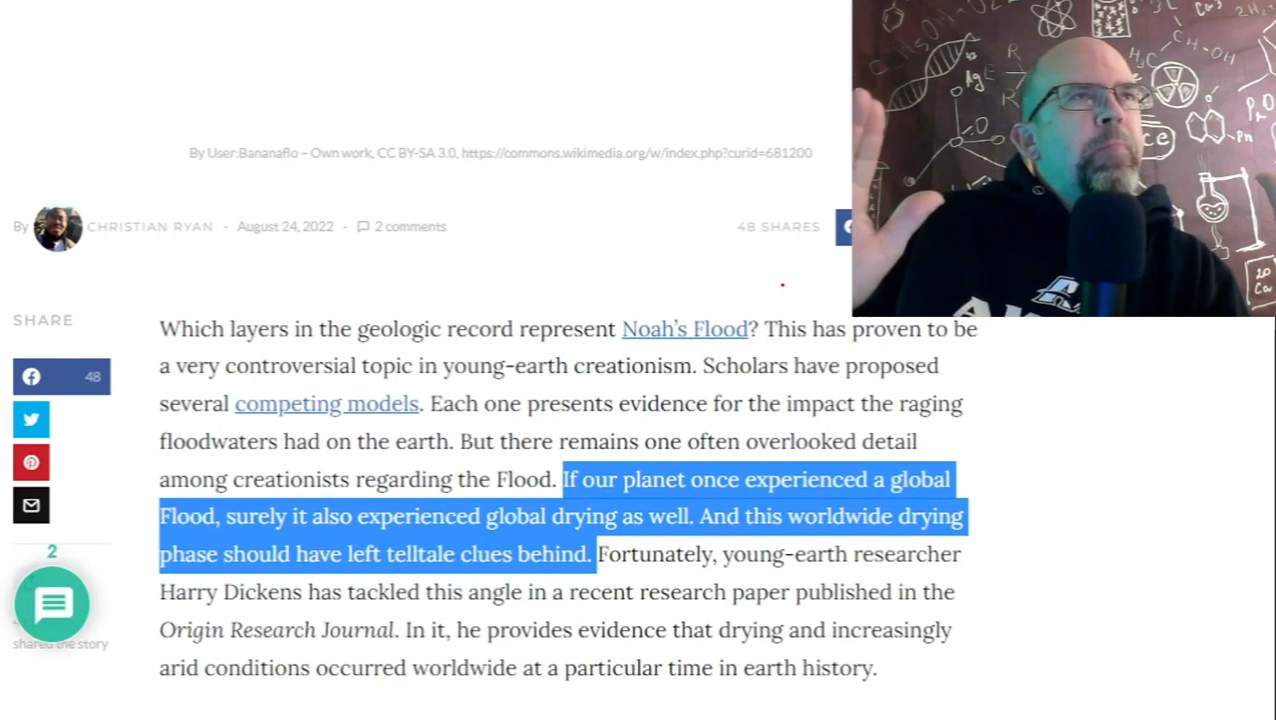 By User:Bananaflo – Own work, CC BY-SA 3.0, https://commons.wikimedia.org/w/index.php?curid=681200
By CHRISTIAN RYAN · August 24, 2022 · 2 comments
48 SHARES
SHARE
48
2
shared the story
Which layers in the geologic record represent Noah's Flood? This has proven to be
a very controversial topic in young-earth creationism. Scholars have proposed
several competing models. Each one presents evidence for the impact the raging
floodwaters had on the earth. But there remains one often overlooked detail
among creationists regarding the Flood. If our planet once experienced a global
Flood, surely it also experienced global drying as well. And this worldwide drying
phase should have left telltale clues behind. Fortunately, young-earth researcher
Harry Dickens has tackled this angle in a recent research paper published in the
Origin Research Journal. In it, he provides evidence that drying and increasingly
arid conditions occurred worldwide at a particular time in earth history.